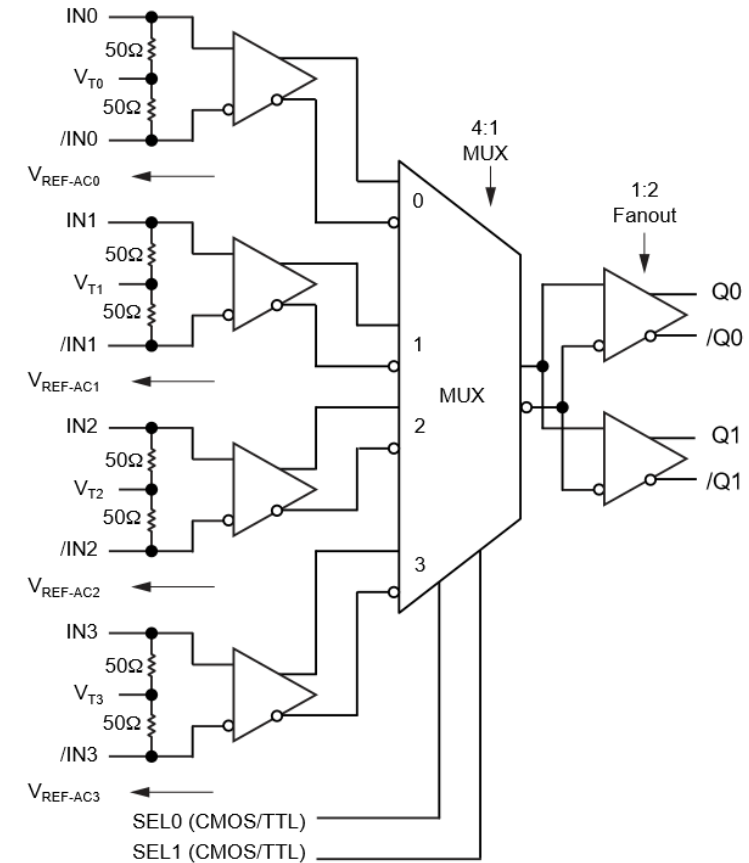 IN0
50Ω
VT0
50Ω
/IN0
VREF-AC0
IN1
50Ω
VT1
50Ω
/IN1
VREF-AC1
IN2
50Ω
VT2
50Ω
/IN2
VREF-AC2
IN3
50Ω
VT3
50Ω
/IN3
VREF-AC3
SEL0 (CMOS/TTL)
SEL1 (CMOS/TTL)
4:1
MUX
0
1
MUX
2
3
1:2
Fanout
Q0
/Q0
Q1
/Q1